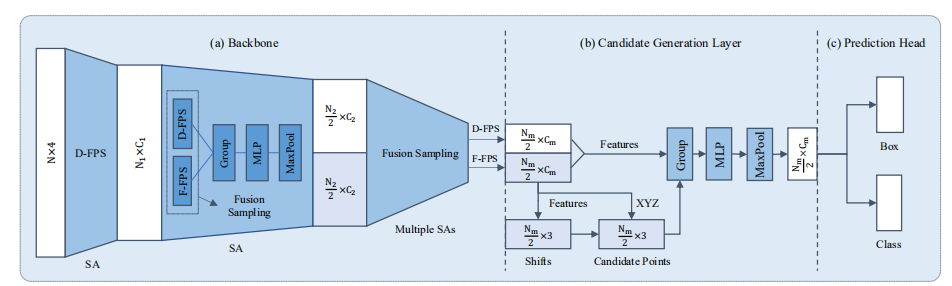 (a) Backbone
(b) Candidate Generation Layer
(c) Prediction Head
N×4
D-FPS
SA
N₁×C₁
D-FPS
F-FPS
Group
MLP
MaxPool
Fusion
Sampling
SA
N₂/2 ×C₂
N₂/2 ×C₂
Fusion Sampling
Multiple SAs
D-FPS
F-FPS
Nₘ/2 ×Cₘ
Nₘ/2 ×Cₘ
Features
Features
XYZ
Nₘ/2 ×3
Shifts
Nₘ/2 ×3
Candidate Points
Group
MLP
MaxPool
Nₘ/2 ×Cₘ
Box
Class